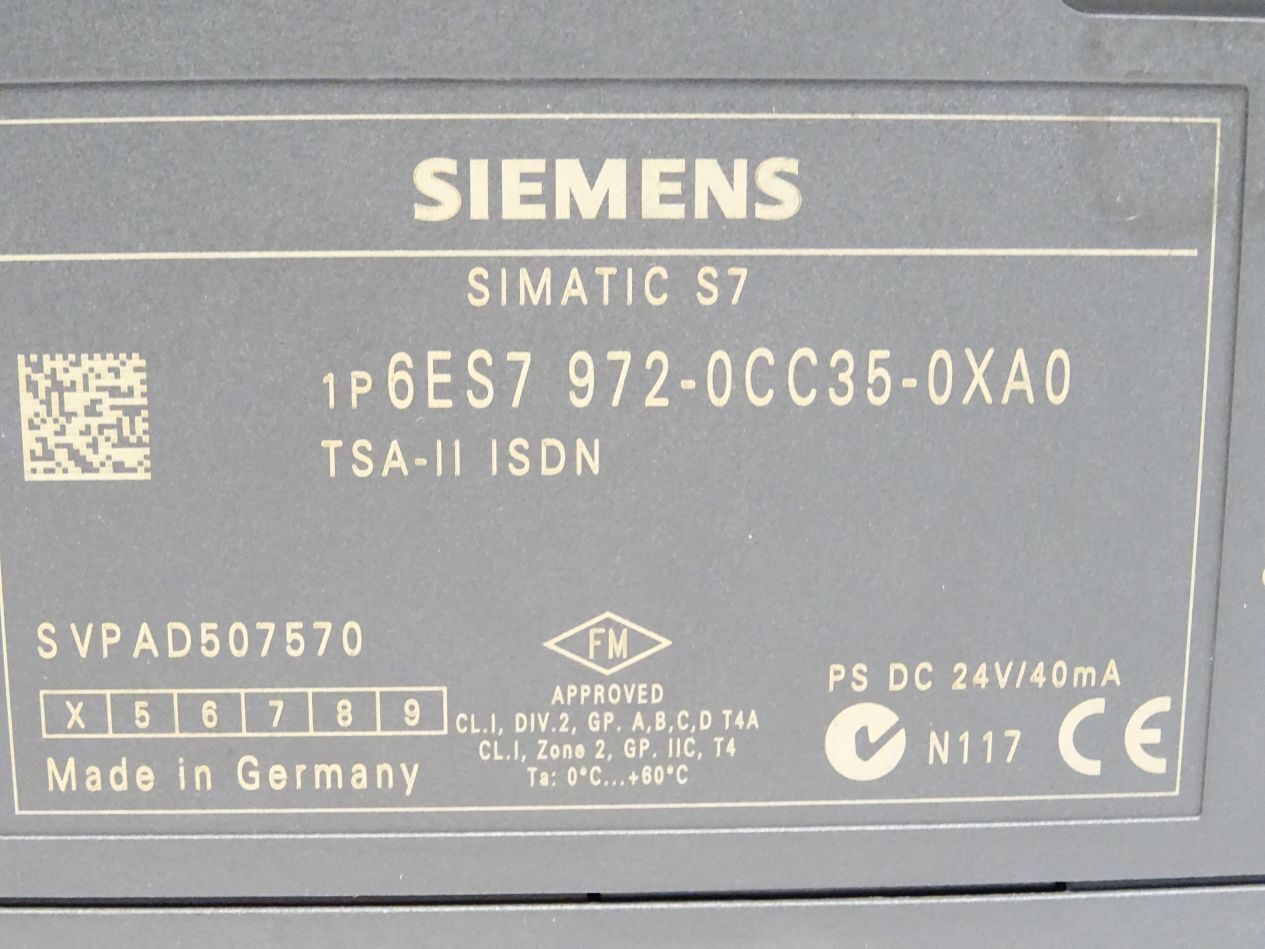 SIEMENS
SIMATIC S7
1P 6ES7 972-0CC35-0XA0
TSA-II ISDN
SVPAD507570
X 5 6 7 8 9
Made in Germany
FM
APPROVED
CL.I, DIV.2, GP. A,B,C,D T4A
CL.I, Zone 2, GP. IIC, T4
Ta: 0°C...+60°C
PS DC 24V/40mA
N117 CE